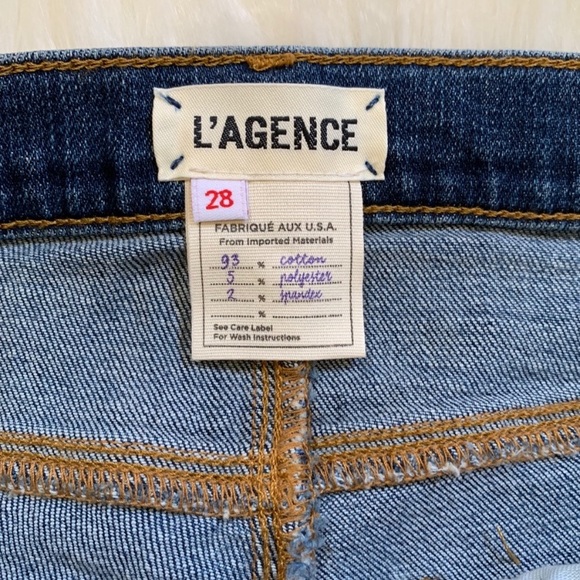 L'AGENCE
28
FABRIQUÉ AUX U.S.A.
From Imported Materials
93 % cotton
5 % polyester
2 % spandex
%
See Care Label
For Wash Instructions